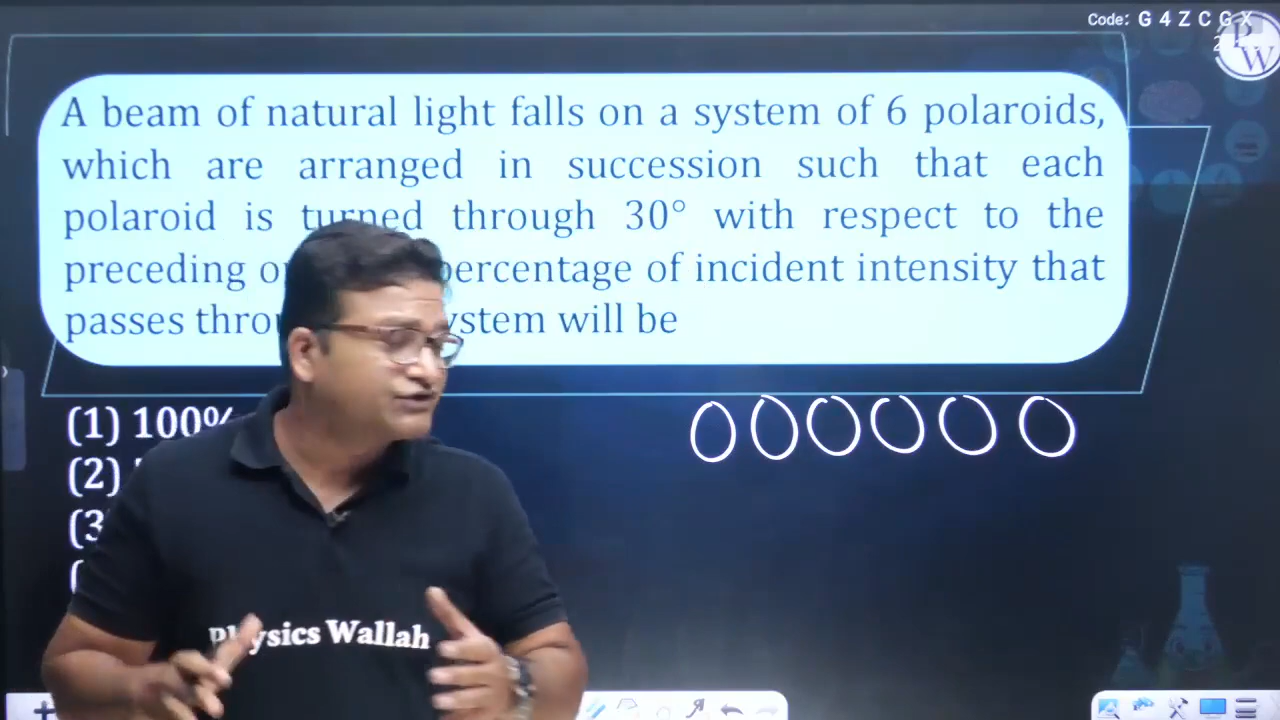 Code: G 4 Z C G X
PW
A beam of natural light falls on a system of 6 polaroids,
which are arranged in succession such that each
polaroid is turned through 30° with respect to the
preceding percentage of incident intensity that
passes will be
(1) 100%
(2)
(3
Physics Wallah